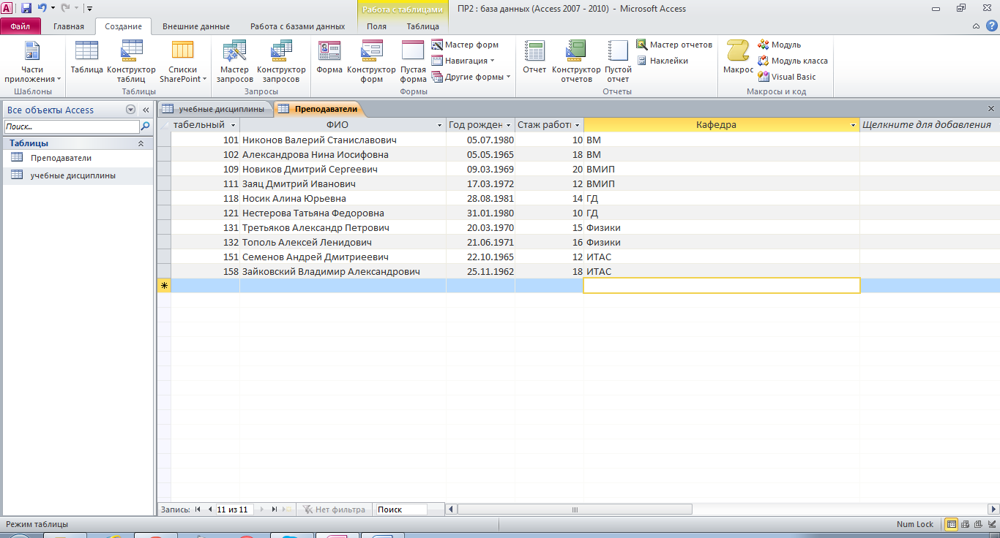 Работа с таблицами
ПР2 : база данных (Access 2007 - 2010) - Microsoft Access
Файл Главная Создание Внешние данные Работа с базами данных Поля Таблица
Части приложения
Таблица
Конструктор таблиц
Списки SharePoint
Мастер запросов
Конструктор запросов
Форма
Конструктор форм
Пустая форма
Мастер форм
Навигация
Другие формы
Отчет
Конструктор отчетов
Пустой отчет
Мастер отчетов
Наклейки
Макрос
Модуль
Модуль класса
Visual Basic
Шаблоны Таблицы Запросы Формы Отчеты Макросы и код
Все объекты Access
Поиск...
Таблицы
Преподаватели
учебные дисциплины
учебные дисциплины Преподаватели
табельный ФИО Год рожден Стаж работы Кафедра Щелкните для добавления
101 Никонов Валерий Станиславович 05.07.1980 10 ВМ
102 Александрова Нина Иосифовна 05.05.1965 18 ВМ
109 Новиков Дмитрий Сергеевич 09.03.1969 20 ВМИП
111 Заяц Дмитрий Иванович 17.03.1972 12 ВМИП
118 Носик Алина Юрьевна 28.08.1981 14 ГД
121 Нестерова Татьяна Федоровна 31.01.1980 10 ГД
131 Третьяков Александр Петрович 20.03.1970 15 Физики
132 Тополь Алексей Ленидович 21.06.1971 16 Физики
151 Семенов Андрей Дмитриеевич 22.10.1965 12 ИТАС
158 Зайковский Владимир Александрович 25.11.1962 18 ИТАС
Запись: 11 из 11 Нет фильтра Поиск
Режим таблицы Num Lock